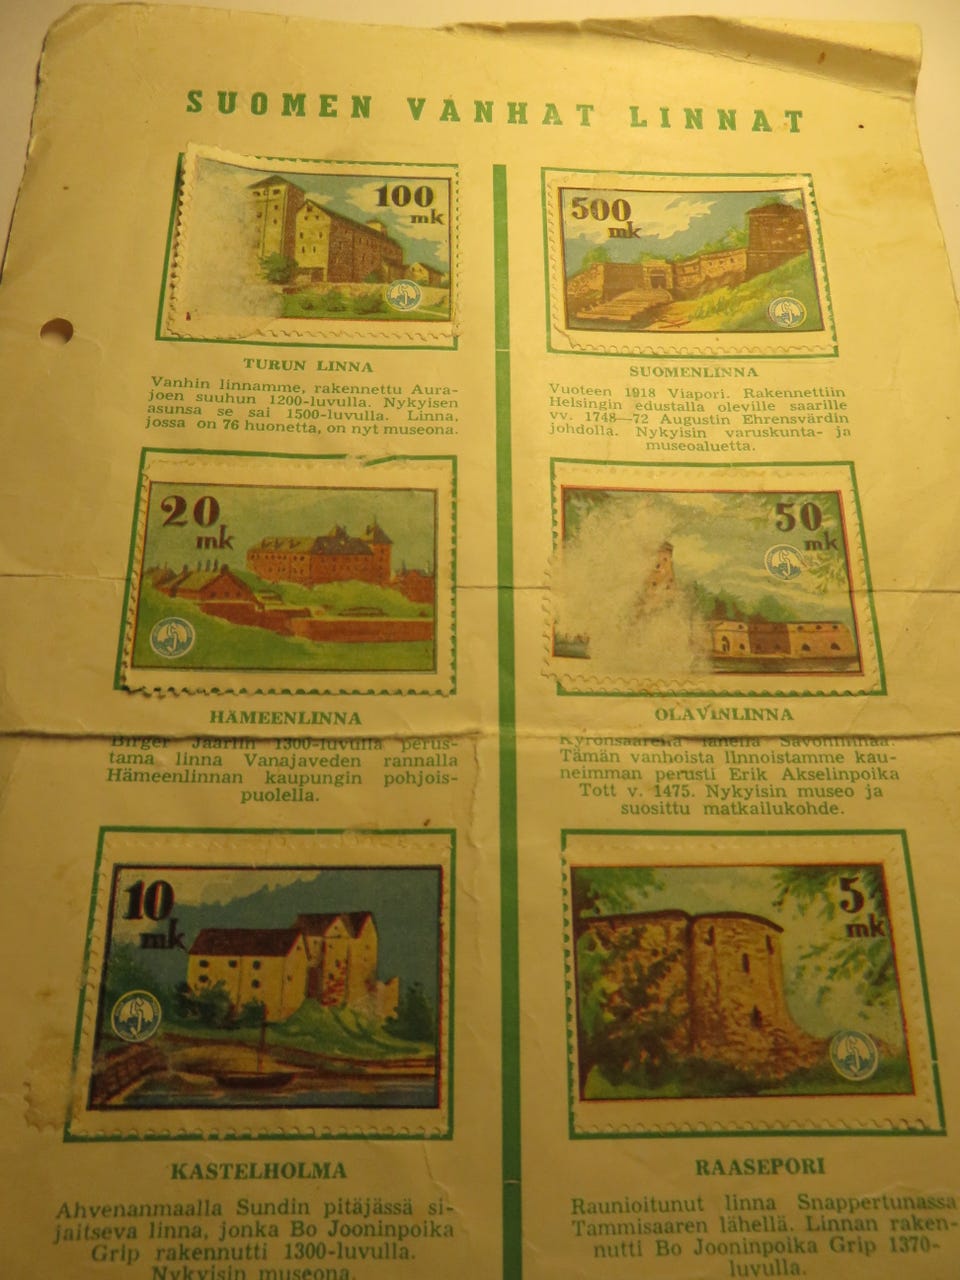 SUOMEN VANHAT LINNAT
100
mk
TURUN LINNA
Vanhin linnamme, rakennettu Aura-
joen suuhun 1200-luvulla. Nykyisen
asunsa se sai 1500-luvulla. Linna,
jossa on 76 huonetta, on nyt museona.
500
mk
SUOMENLINNA
Vuoteen 1918 Viapori. Rakennettiin
Helsingin edustalla oleville saarille
vv. 1748—72 Augustin Ehrensvärdin
johdolla. Nykyisin varuskunta- ja
museoaluetta.
20
mk
HÄMEENLINNA
Birger Jaarlin 1300-luvulla perus-
tama linna Vanajaveden rannalla
Hämeenlinnan kaupungin pohjois-
puolella.
50
mk
OLAVINLINNA
Kyrönsaarella lähellä Savonlinnaa.
Tämän vanhoista linnoistamme kau-
neimman perusti Erik Akselinpoika
Tott v. 1475. Nykyisin museo ja
suosittu matkailukohde.
10
mk
KASTELHOLMA
Ahvenanmaalla Sundin pitäjässä si-
jaitseva linna, jonka Bo Jooninpoika
Grip rakennutti 1300-luvulla.
Nykyisin museona.
5
mk
RAASEPORI
Raunioitunut linna Snappertunassa
Tammisaaren lähellä. Linnan raken-
nutti Bo Jooninpoika Grip 1370-
luvulla.